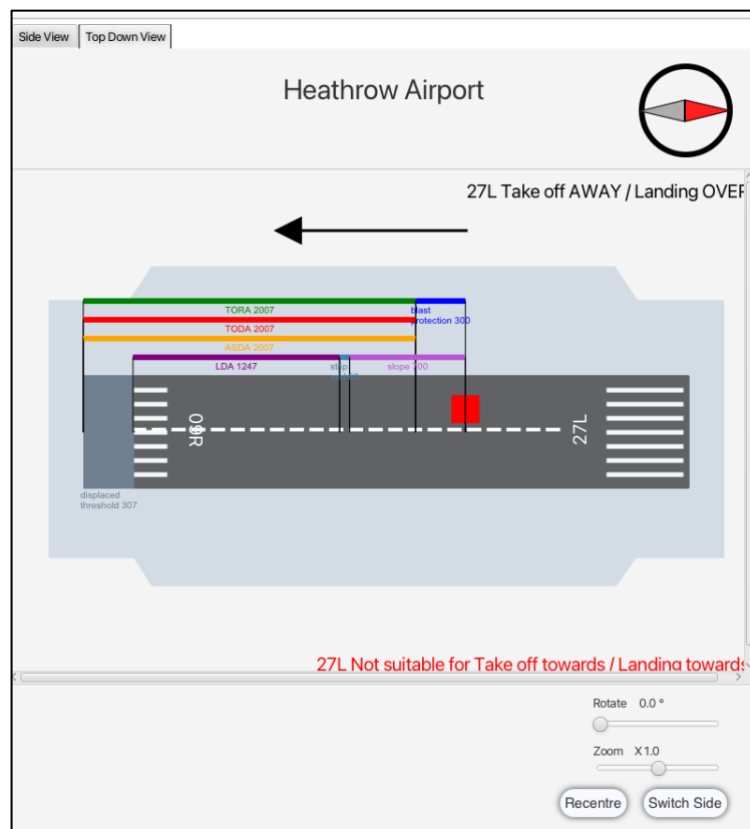 Side View
Top Down View
Heathrow Airport
27L Take off AWAY / Landing OVER
TORA 2007
blast
protection 300
TODA 2007
ASDA 2007
LDA 1247
slope 700
09R
27L
displaced
threshold 307
27L Not suitable for Take off towards / Landing towards
Rotate 0.0 °
Zoom X 1.0
Recentre
Switch Side